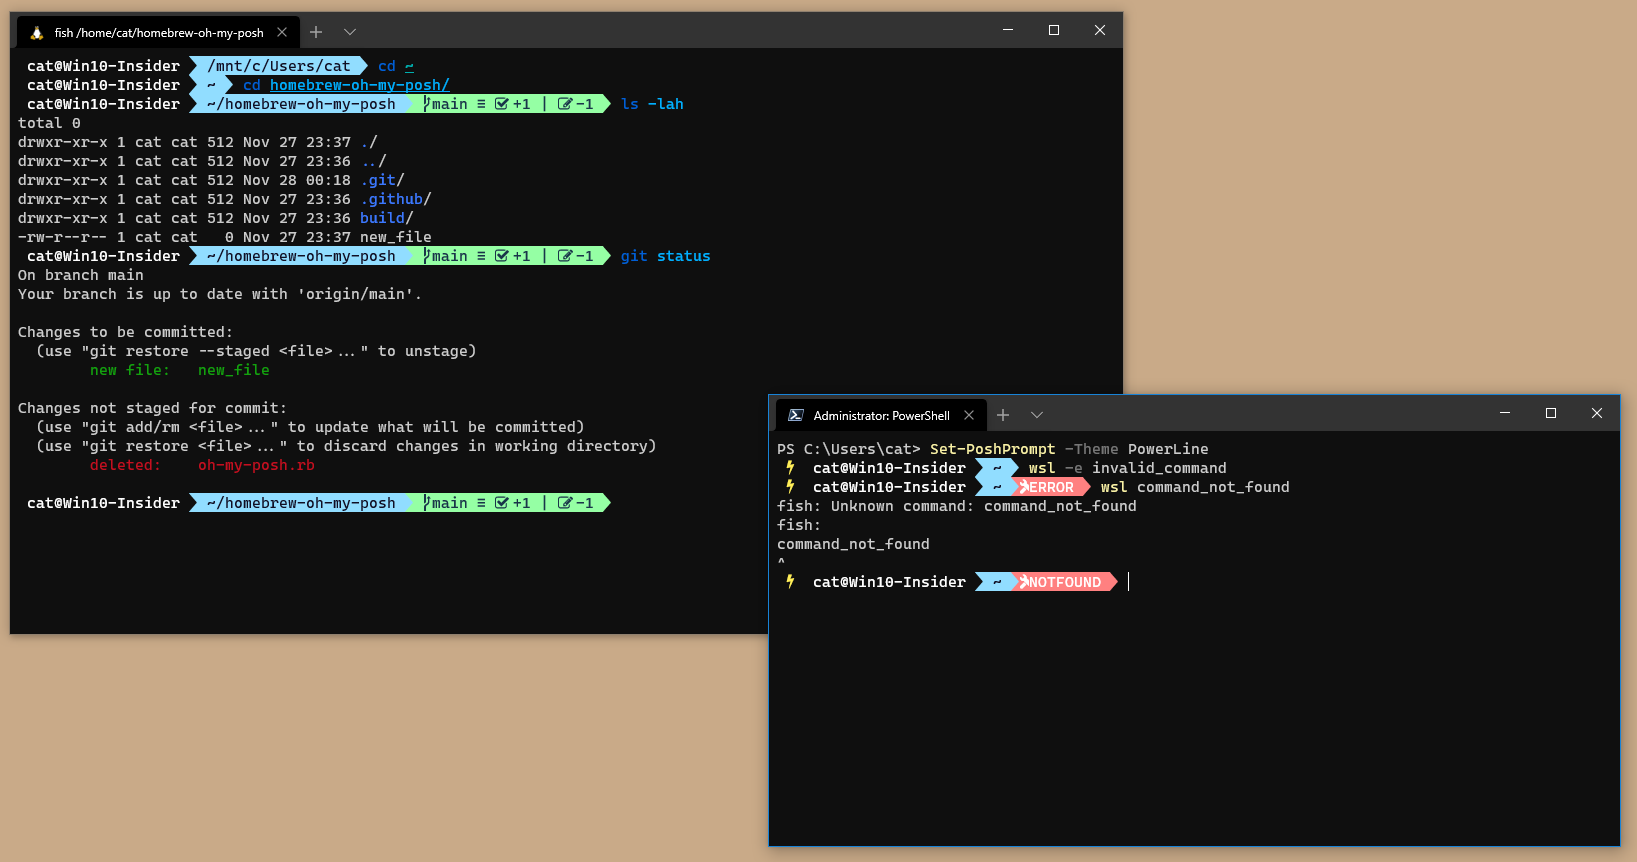 fish /home/cat/homebrew-oh-my-posh
cat@Win10-Insider /mnt/c/Users/cat cd ~
cat@Win10-Insider ~ cd homebrew-oh-my-posh/
cat@Win10-Insider ~/homebrew-oh-my-posh main ≡ +1 | -1 ls -lah
total 0
drwxr-xr-x 1 cat cat 512 Nov 27 23:37 ./
drwxr-xr-x 1 cat cat 512 Nov 27 23:36 ../
drwxr-xr-x 1 cat cat 512 Nov 28 00:18 .git/
drwxr-xr-x 1 cat cat 512 Nov 27 23:36 .github/
drwxr-xr-x 1 cat cat 512 Nov 27 23:36 build/
-rw-r--r-- 1 cat cat   0 Nov 27 23:37 new_file
cat@Win10-Insider ~/homebrew-oh-my-posh main ≡ +1 | -1 git status
On branch main
Your branch is up to date with 'origin/main'.
Changes to be committed:
  (use "git restore --staged <file>..." to unstage)
        new file:   new_file
Changes not staged for commit:
  (use "git add/rm <file>..." to update what will be committed)
  (use "git restore <file>..." to discard changes in working directory)
        deleted:    oh-my-posh.rb
cat@Win10-Insider ~/homebrew-oh-my-posh main ≡ +1 | -1
Administrator: PowerShell
PS C:\Users\cat> Set-PoshPrompt -Theme PowerLine
cat@Win10-Insider ~ wsl -e invalid_command
cat@Win10-Insider ~ ERROR wsl command_not_found
fish: Unknown command: command_not_found
fish:
command_not_found
^
cat@Win10-Insider ~ NOTFOUND